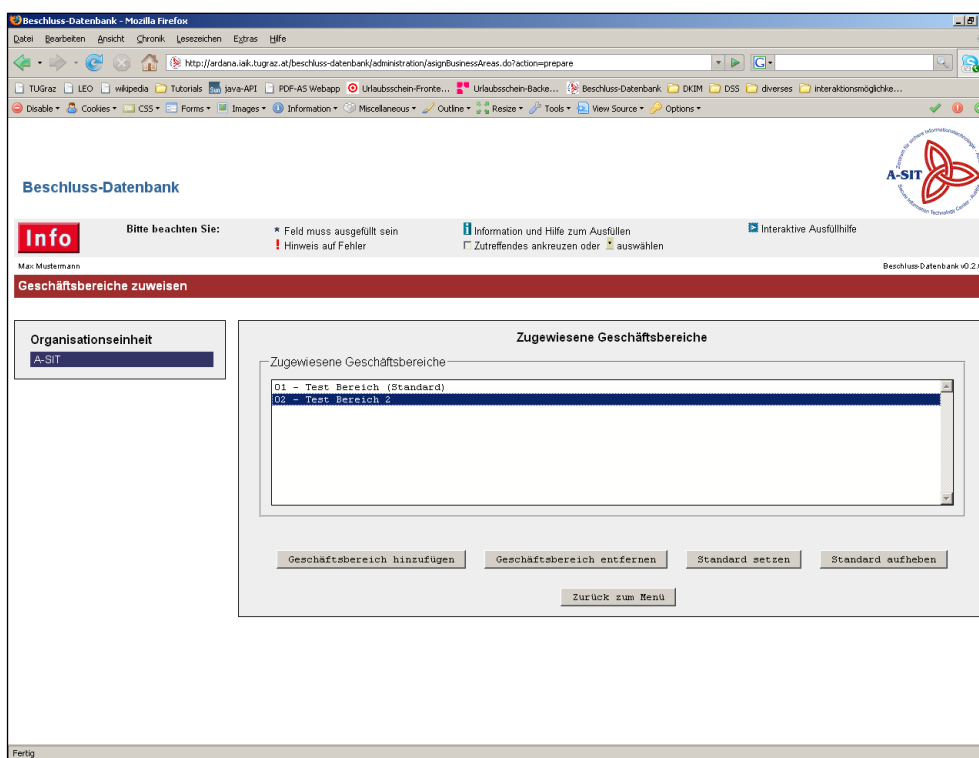 Beschluss-Datenbank - Mozilla Firefox
Datei Bearbeiten Ansicht Chronik Lesezeichen Extras Hilfe
http://ardana.iaik.tugraz.at/beschluss-datenbank/administration/asignBusinessAreas.do?action=prepare
TUGraz LEO wikipedia Tutorials java-API PDF-AS Webapp Urlaubsschein-Fronte... Urlaubsschein-Backe... Beschluss-Datenbank DKIM DSS diverses interaktionsmöglichke...
Disable Cookies CSS Forms Images Information Miscellaneous Outline Resize Tools View Source Options
A-SIT
Beschluss-Datenbank
Info
Bitte beachten Sie:
* Feld muss ausgefüllt sein
! Hinweis auf Fehler
Information und Hilfe zum Ausfüllen
Zutreffendes ankreuzen oder auswählen
Interaktive Ausfüllhilfe
Max Mustermann
Beschluss-Datenbank v0.2.
Geschäftsbereiche zuweisen
Organisationseinheit
A-SIT
Zugewiesene Geschäftsbereiche
Zugewiesene Geschäftsbereiche
01 - Test Bereich (Standard)
02 - Test Bereich 2
Geschäftsbereich hinzufügen Geschäftsbereich entfernen Standard setzen Standard aufheben
Zurück zum Menü
Fertig